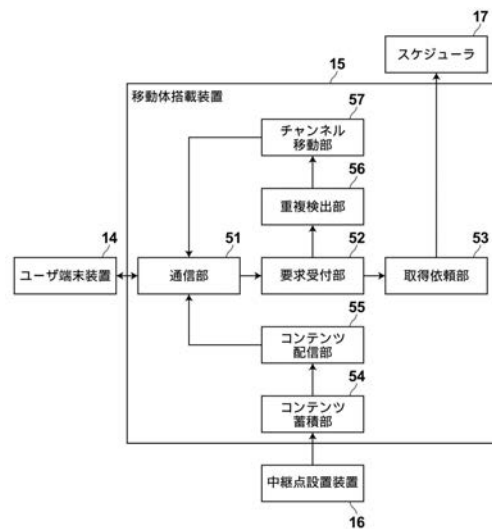 17
スケジューラ
15
移動体搭載装置
57
チャンネル
移動部
56
重複検出部
14
ユーザ端末装置
51
通信部
52
要求受付部
53
取得依頼部
55
コンテンツ
配信部
54
コンテンツ
蓄積部
中継点設置装置
16